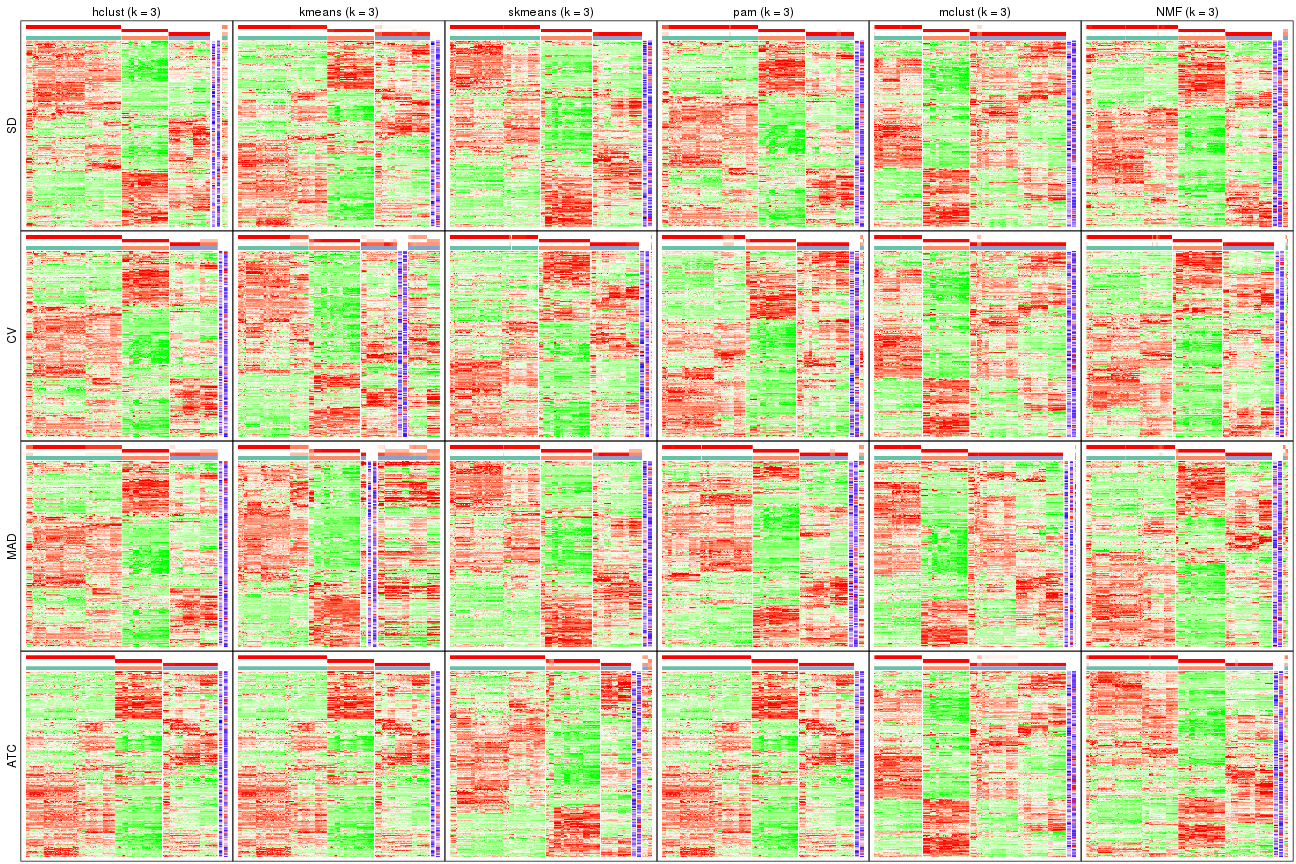 hclust (k = 3) kmeans (k = 3) skmeans (k = 3) pam (k = 3) mclust (k = 3) NMF (k = 3)
SD
CV
MAD
ATC